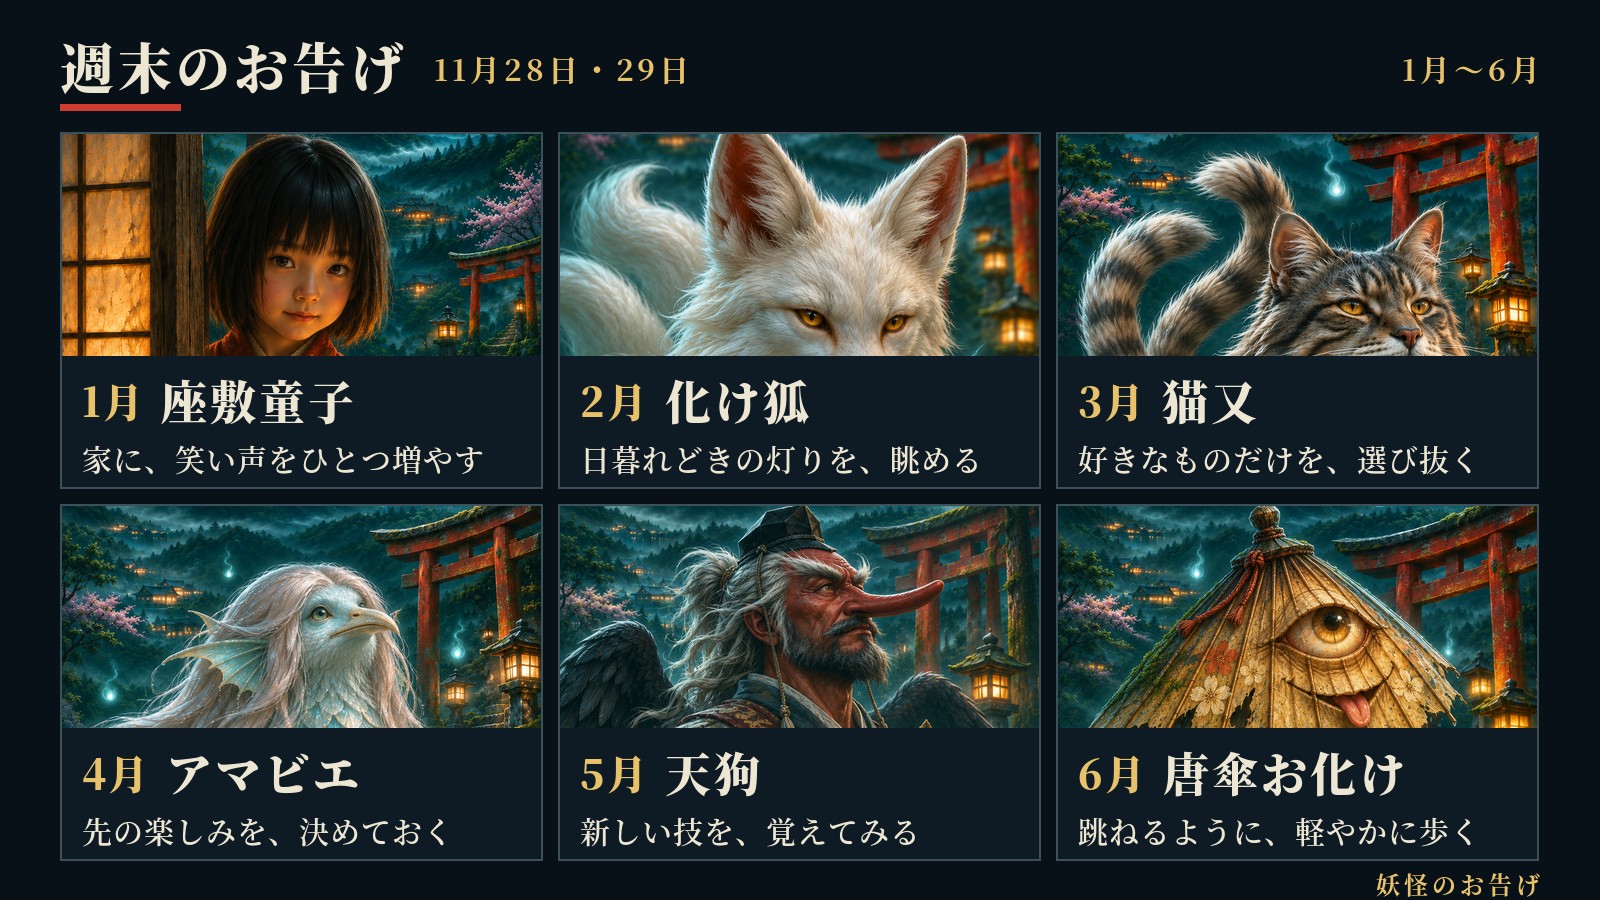 週末のお告げ 11月28日・29日 1月〜6月
1月 座敷童子
家に、笑い声をひとつ増やす
2月 化け狐
日暮れどきの灯りを、眺める
3月 猫又
好きなものだけを、選び抜く
4月 アマビエ
先の楽しみを、決めておく
5月 天狗
新しい技を、覚えてみる
6月 唐傘お化け
跳ねるように、軽やかに歩く
妖怪のお告げ